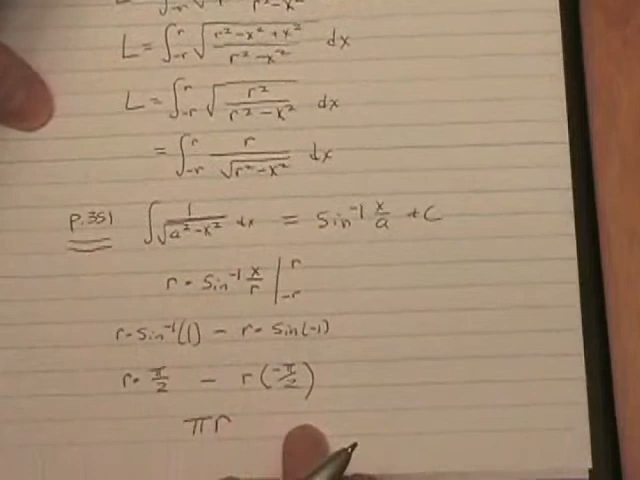 L = ∫_{-r}^{r} √((r²-x²+x²)/(r²-x²)) dx
L = ∫_{-r}^{r} √(r²/(r²-x²)) dx
= ∫_{-r}^{r} r/√(r²-x²) dx
p.351 ∫ 1/√(a²-x²) dx = Sin⁻¹ x/a + C
r · Sin⁻¹ x/r |_{-r}^{r}
r · Sin⁻¹(1) - r · Sin(-1)
r · π/2 - r(-π/2)
πr